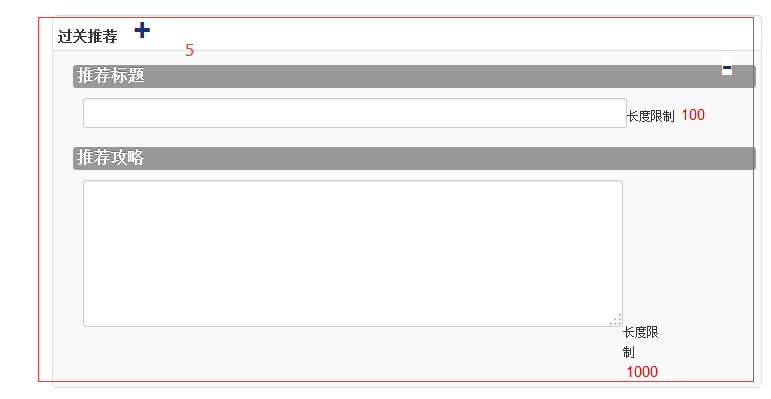 过关推荐 +
5
推荐标题 -
长度限制 100
推荐攻略
长度限
制
1000